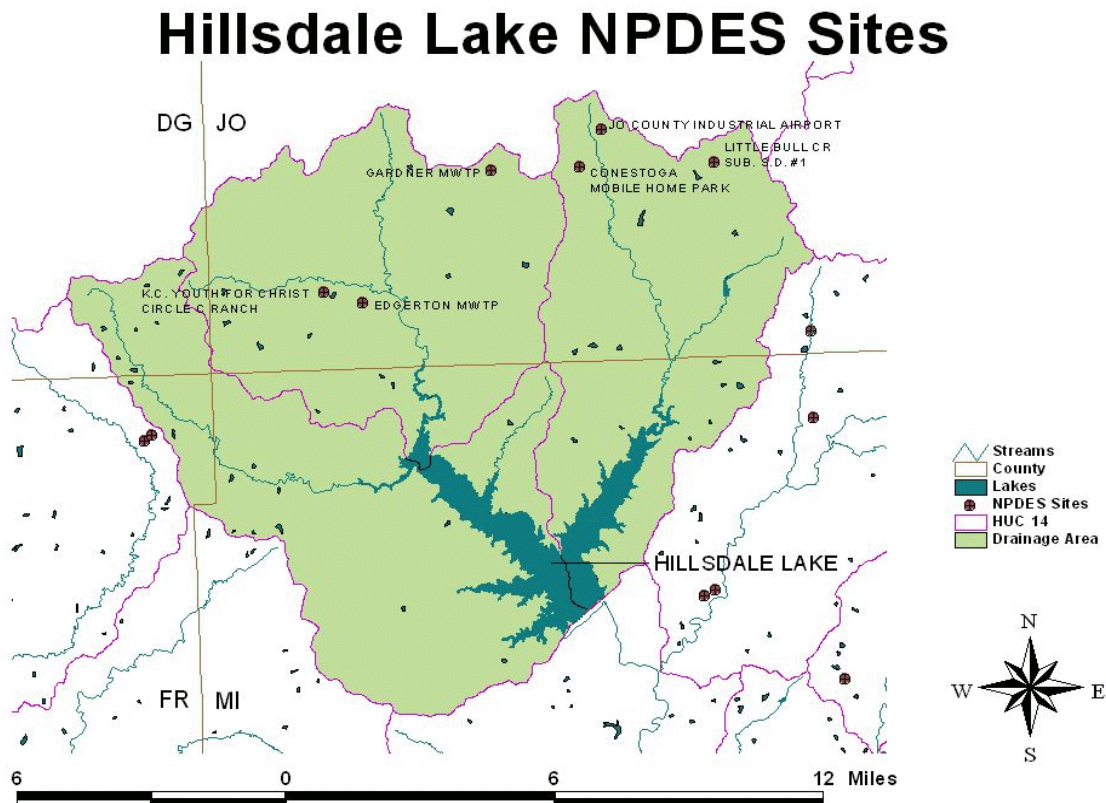 Hillsdale Lake NPDES Sites
DG JO
JO COUNTY INDUSTRIAL AIRPORT
LITTLE BULL CR
SUB. S.D. #1
GARDNER MWTP
CONESTOGA
MOBILE HOME PARK
K.C. YOUTH FOR CHRIST
CIRCLE C RANCH
EDGERTON MWTP
HILLSDALE LAKE
FR MI
Streams
County
Lakes
NPDES Sites
HUC 14
Drainage Area
N
W E
S
6 0 6 12 Miles